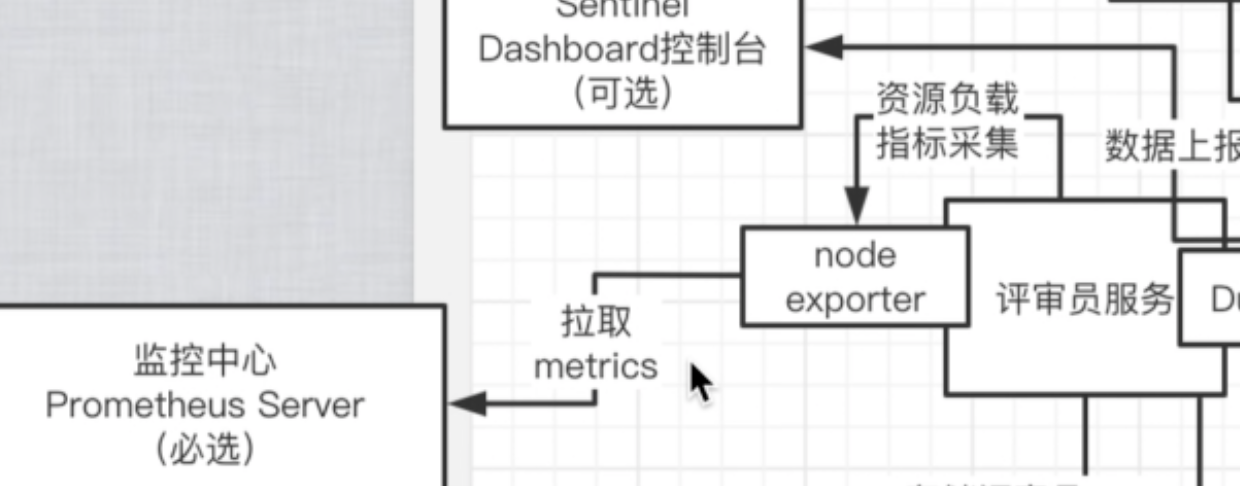 Sentinel
Dashboard控制台
（可选）
资源负载
指标采集
数据上报
node
exporter
评审员服务
Du
拉取
metrics
监控中心
Prometheus Server
（必选）